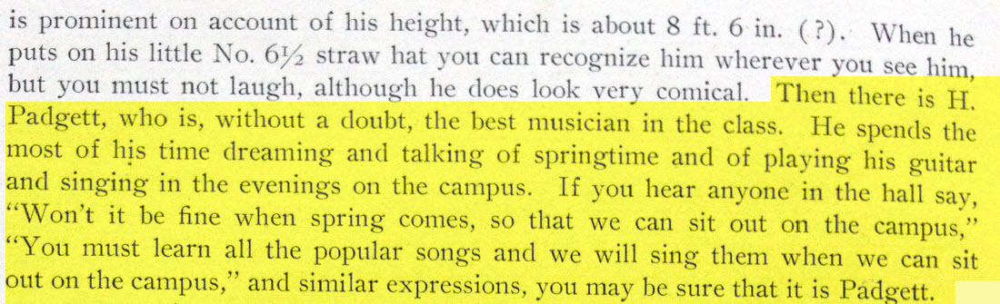 is prominent on account of his height, which is about 8 ft. 6 in. (?). When he
puts on his little No. 6½ straw hat you can recognize him wherever you see him,
but you must not laugh, although he does look very comical. Then there is H.
Padgett, who is, without a doubt, the best musician in the class. He spends the
most of his time dreaming and talking of springtime and of playing his guitar
and singing in the evenings on the campus. If you hear anyone in the hall say,
“Won’t it be fine when spring comes, so that we can sit out on the campus,”
“You must learn all the popular songs and we will sing them when we can sit
out on the campus,” and similar expressions, you may be sure that it is Padgett.